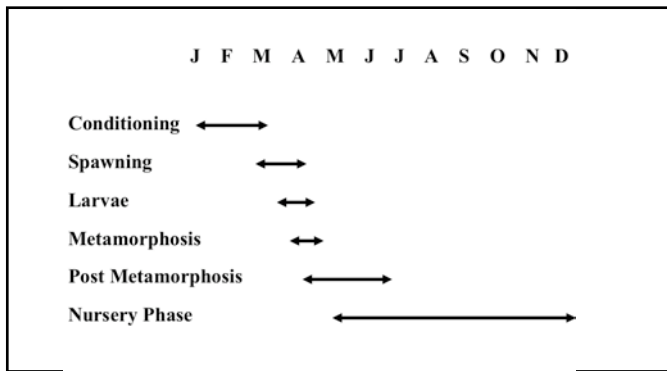 J F M A M J J A S O N D
Conditioning
Spawning
Larvae
Metamorphosis
Post Metamorphosis
Nursery Phase